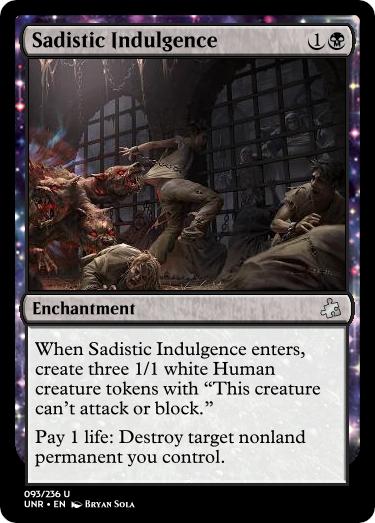 Sadistic Indulgence 1
Enchantment
When Sadistic Indulgence enters,
create three 1/1 white Human
creature tokens with “This creature
can’t attack or block.”
Pay 1 life: Destroy target nonland
permanent you control.
093/236 U
UNR • EN Bryan Sola